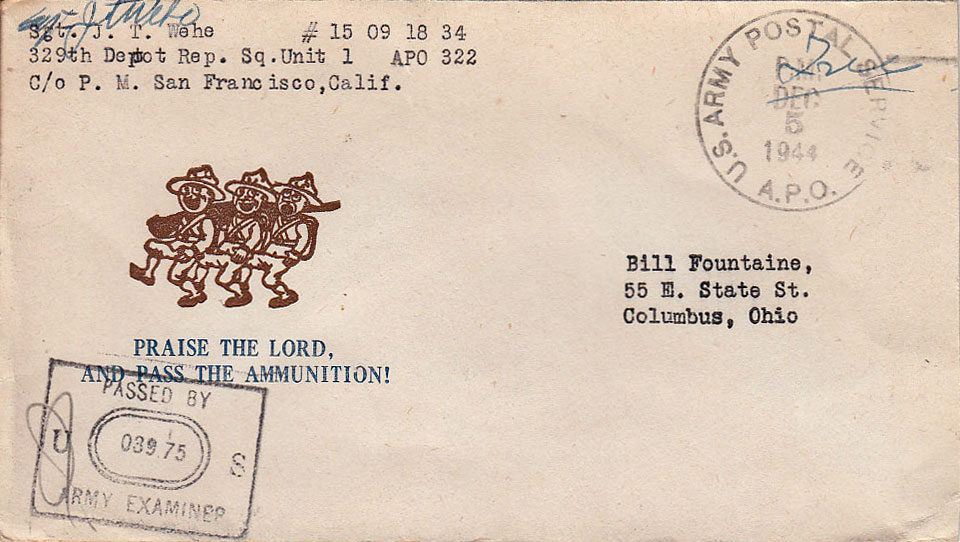 Sgt. J. T. Wehe # 15 09 18 34
329th Depot Rep. Sq.Unit 1 APO 322
C/o P. M. San Francisco,Calif.
U.S. ARMY POSTAL SERVICE
DEC
5
1944
A.P.O.
Bill Fountaine,
55 E. State St.
Columbus, Ohio
PRAISE THE LORD,
AND PASS THE AMMUNITION!
PASSED BY
U 039.75 S
ARMY EXAMINER